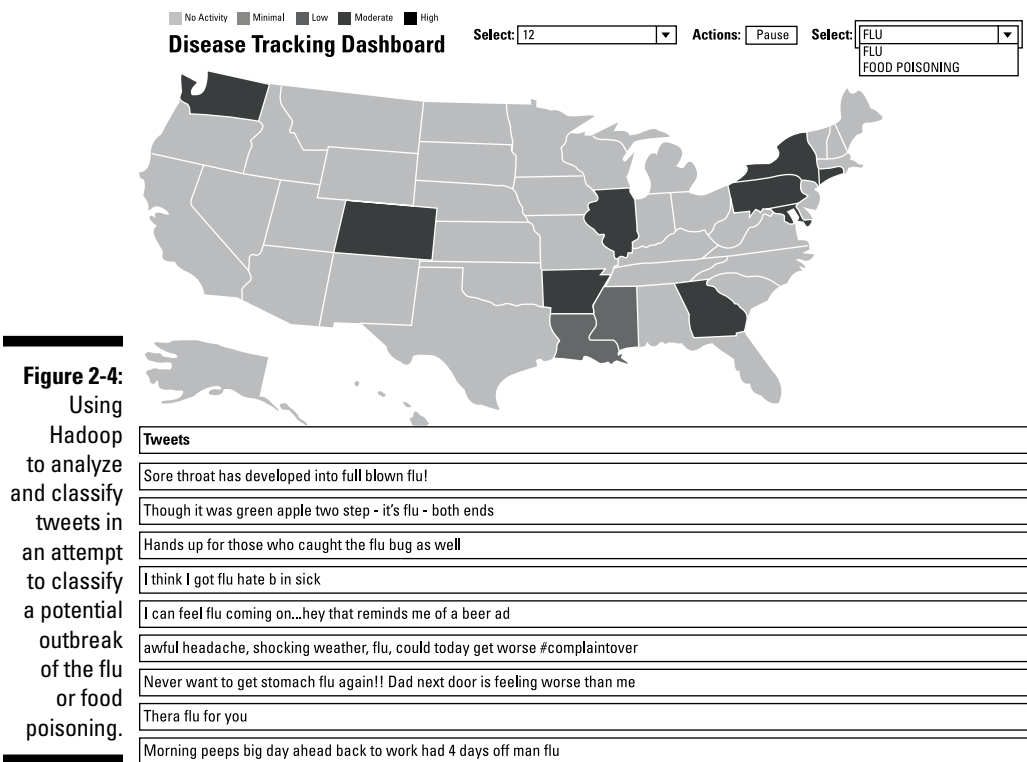 No Activity Minimal Low Moderate High
Disease Tracking Dashboard
Select: 12 Actions: Pause Select: FLU
FLU
FOOD POISONING
Figure 2-4:
Using
Hadoop
to analyze
and classify
tweets in
an attempt
to classify
a potential
outbreak
of the flu
or food
poisoning.
Tweets
Sore throat has developed into full blown flu!
Though it was green apple two step - it's flu - both ends
Hands up for those who caught the flu bug as well
I think I got flu hate b in sick
I can feel flu coming on...hey that reminds me of a beer ad
awful headache, shocking weather, flu, could today get worse #complaintover
Never want to get stomach flu again!! Dad next door is feeling worse than me
Thera flu for you
Morning peeps big day ahead back to work had 4 days off man flu